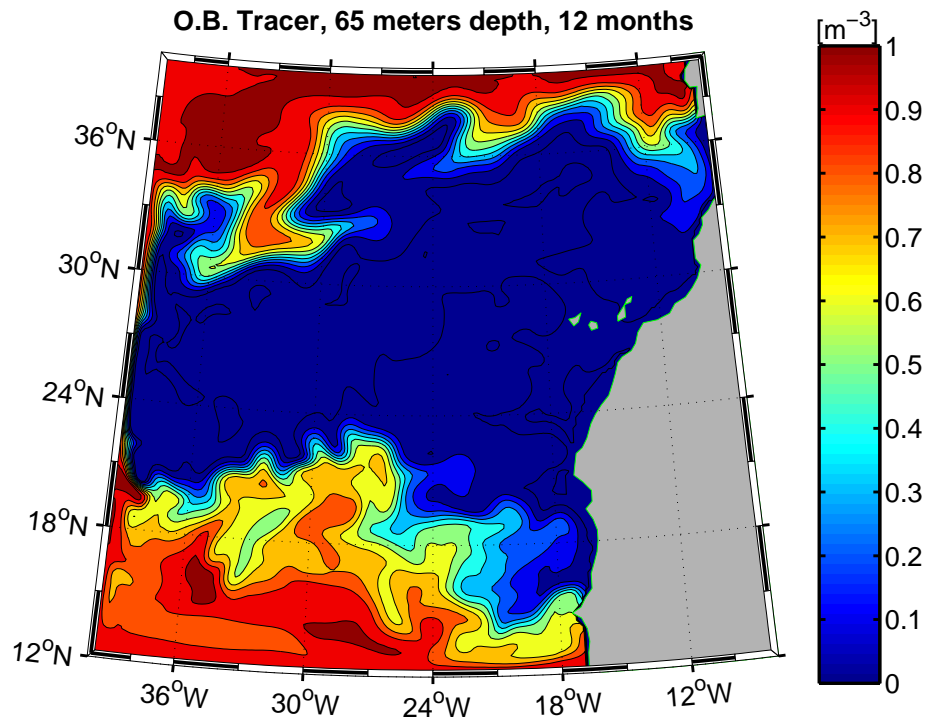 O.B. Tracer, 65 meters depth, 12 months
[m⁻³]
1
0.9
0.8
0.7
0.6
0.5
0.4
0.3
0.2
0.1
0
36°N
30°N
24°N
18°N
12°N
36°W
30°W
24°W
18°W
12°W